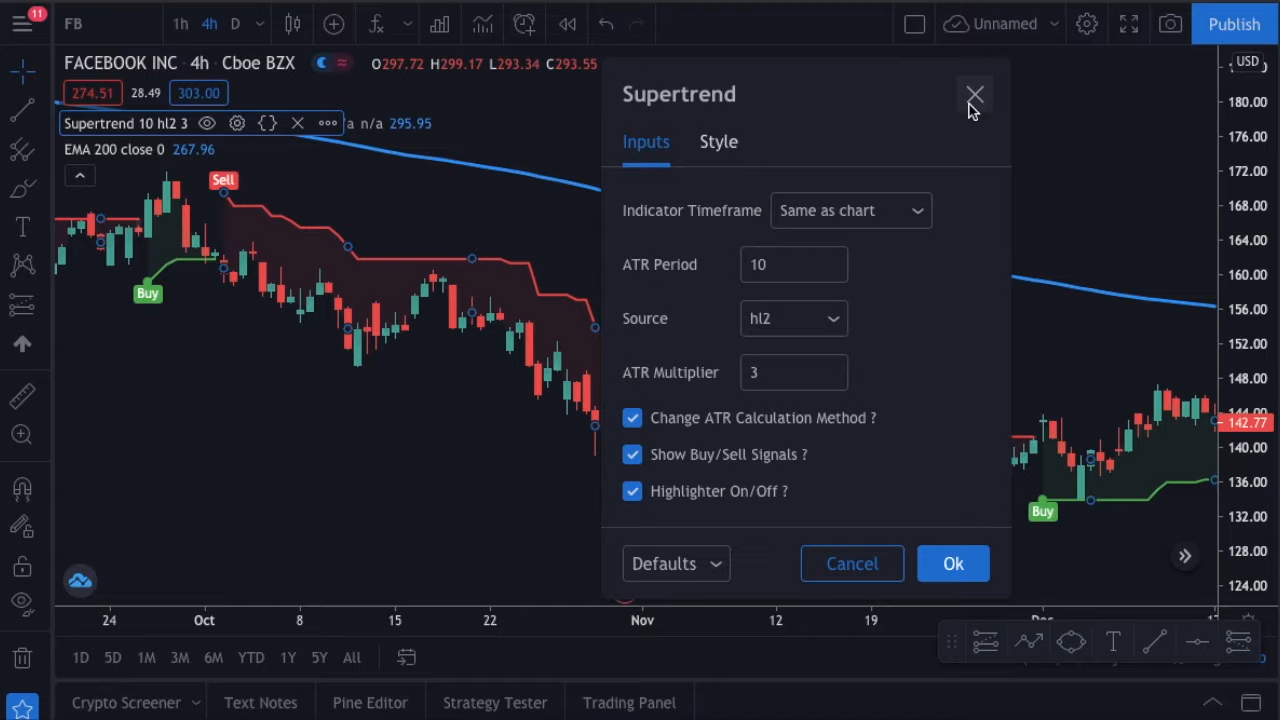 11
FB
1h 4h D
Unnamed
Publish
FACEBOOK INC · 4h · Cboe BZX
O297.72 H299.17 L293.34 C293.55
274.51 28.49 303.00
Supertrend 10 hl2 3
a n/a 295.95
EMA 200 close 0 267.96
Sell
Buy
Supertrend
Inputs Style
Indicator Timeframe Same as chart
ATR Period 10
Source hl2
ATR Multiplier 3
Change ATR Calculation Method ?
Show Buy/Sell Signals ?
Highlighter On/Off ?
Defaults Cancel Ok
Buy
USD
180.00
176.00
172.00
168.00
164.00
160.00
156.00
152.00
148.00
144.00
142.77
140.00
136.00
132.00
128.00
124.00
24 Oct 8 15 22 Nov 12 19 Dec
1D 5D 1M 3M 6M YTD 1Y 5Y All
Crypto Screener Text Notes Pine Editor Strategy Tester Trading Panel